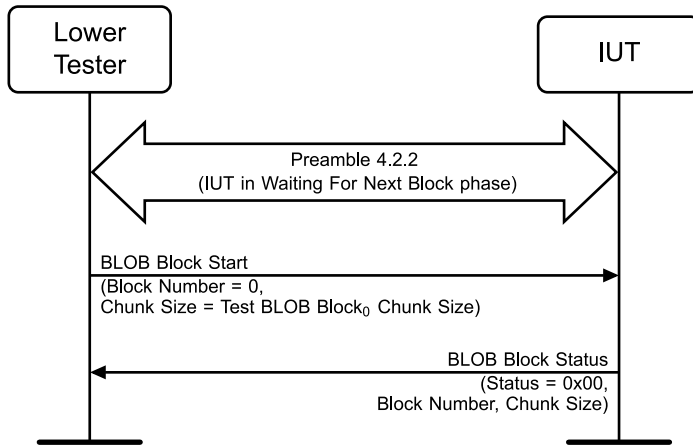 Lower
Tester
IUT
Preamble 4.2.2
(IUT in Waiting For Next Block phase)
BLOB Block Start
(Block Number = 0,
Chunk Size = Test BLOB Block₀ Chunk Size)
BLOB Block Status
(Status = 0x00,
Block Number, Chunk Size)